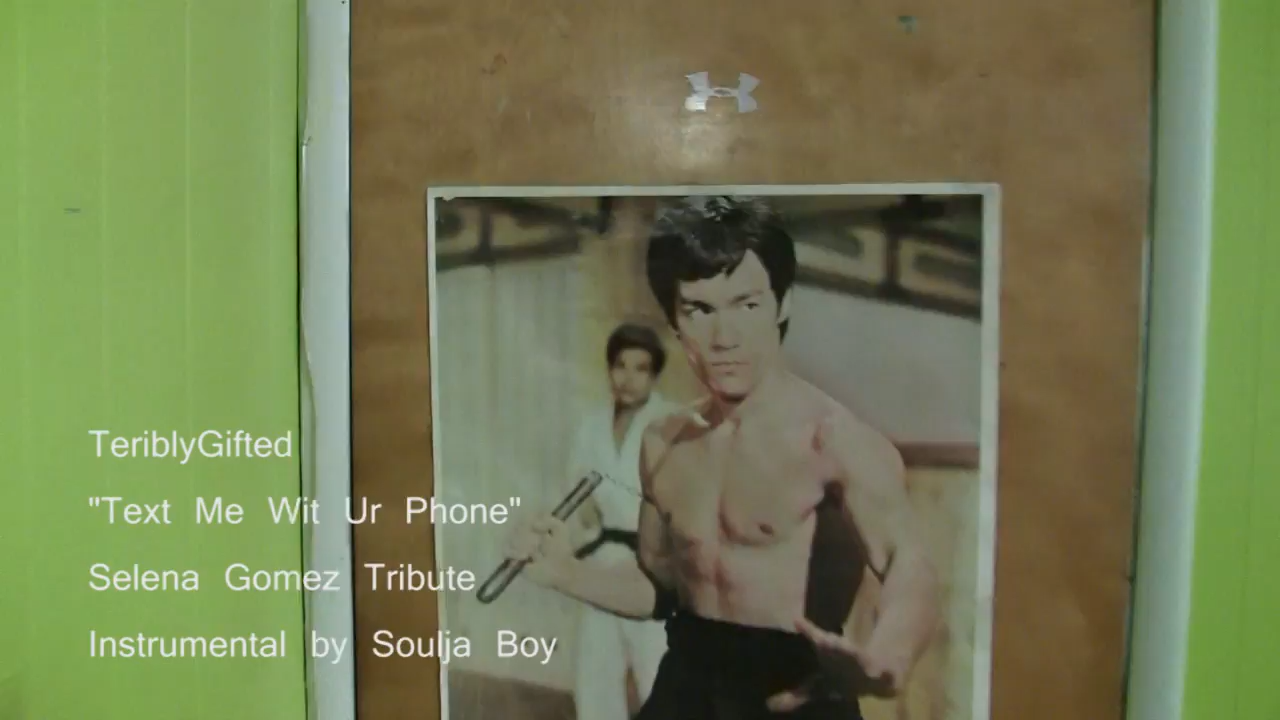 TeriblyGifted
"Text Me Wit Ur Phone"
Selena Gomez Tribute
Instrumental by Soulja Boy